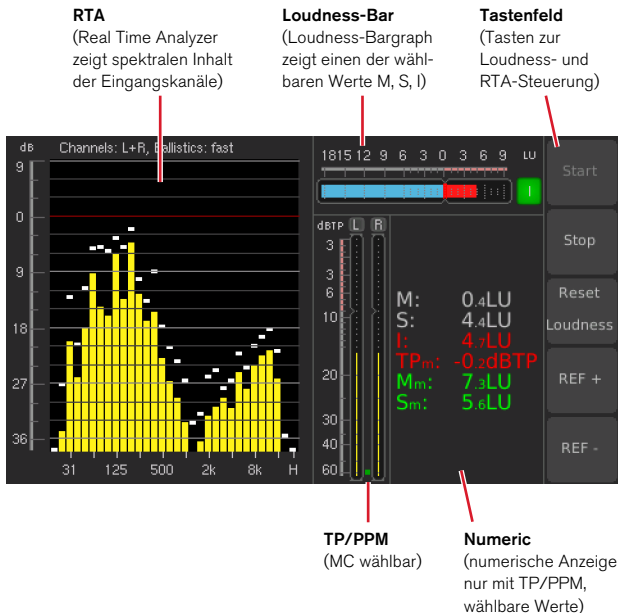 RTA
(Real Time Analyzer
zeigt spektralen Inhalt
der Eingangskanäle)
Loudness-Bar
(Loudness-Bargraph
zeigt einen der wähl-
baren Werte M, S, I)
Tastenfeld
(Tasten zur
Loudness- und
RTA-Steuerung)
dB Channels: L+R, Ballistics: fast
9
0
9
18
27
36
31 125 500 2k 8k H
18 15 12 9 6 3 0 3 6 9 LU
I
dBTP L R
3
3
6
10
20
30
40
60
M: 0.4LU
S: 4.4LU
I: 4.7LU
TPm: -0.2dBTP
Mm: 7.3LU
Sm: 5.6LU
Start
Stop
Reset
Loudness
REF +
REF -
TP/PPM
(MC wählbar)
Numeric
(numerische Anzeige
nur mit TP/PPM,
wählbare Werte)